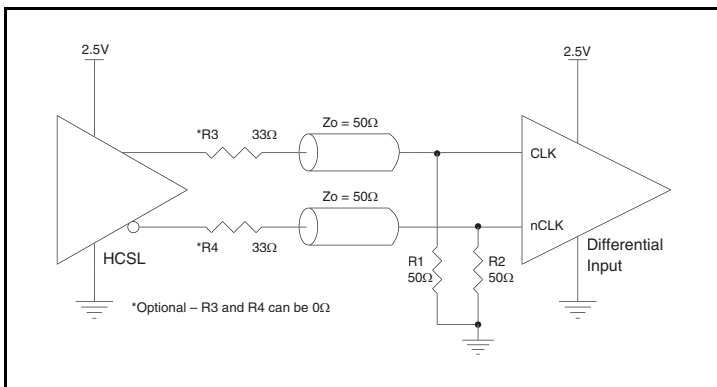 2.5V
2.5V
*R3 33Ω
Zo = 50Ω
CLK
Zo = 50Ω
nCLK
*R4 33Ω
HCSL
Differential
Input
R1
50Ω
R2
50Ω
*Optional – R3 and R4 can be 0Ω